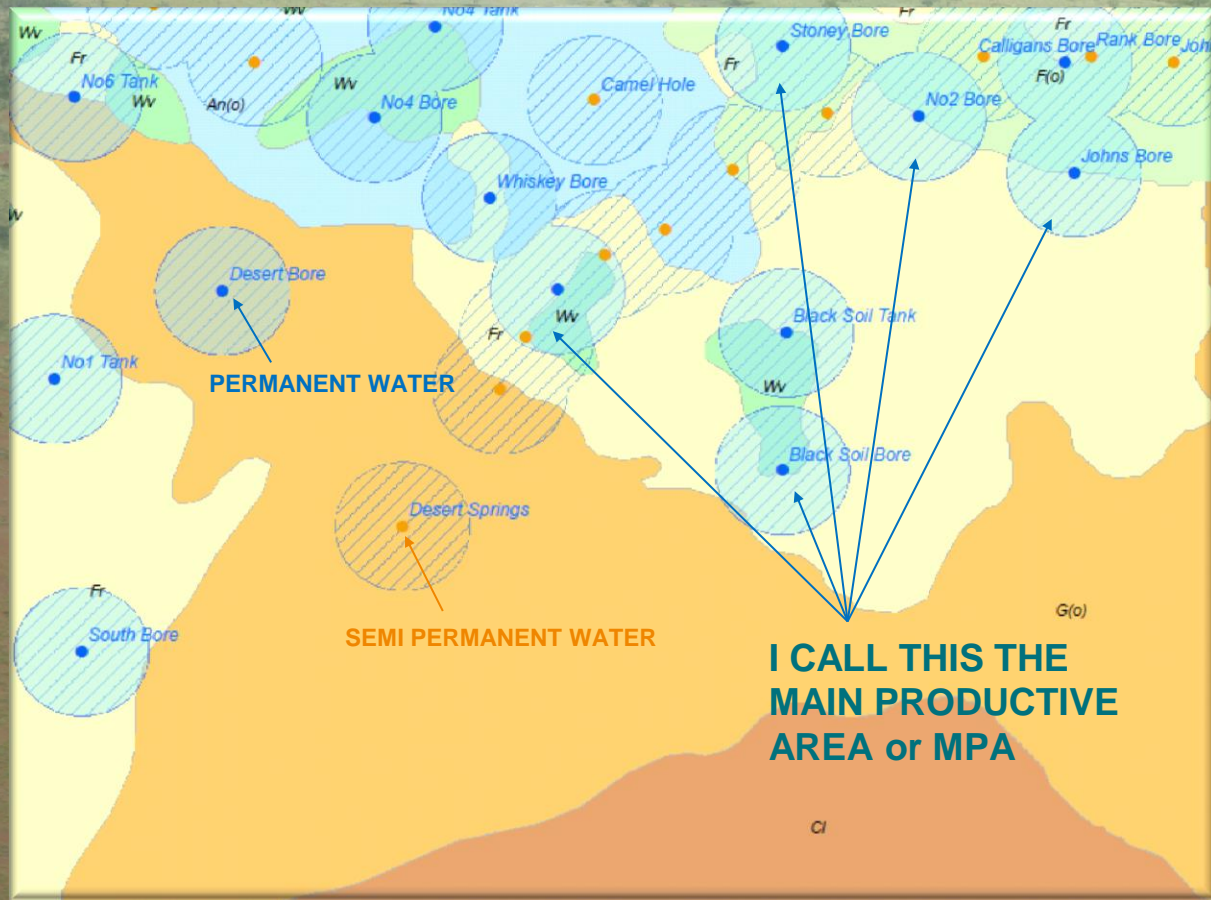 Wv
No4 Tank
Wv
Fr
Stoney Bore
Fr
Calligans Bore
Rank Bore
Fr
No6 Tank
Wv
An(o)
Wv
No4 Bore
Camel Hole
Fr
No2 Bore
F(o)
Johns Bore
Whiskey Bore
Desert Bore
PERMANENT WATER
No1 Tank
Fr
Wv
Black Soil Tank
Wv
Black Soil Bore
Desert Springs
SEMI PERMANENT WATER
Fr
South Bore
G(o)
I CALL THIS THE
MAIN PRODUCTIVE
AREA or MPA
Cl